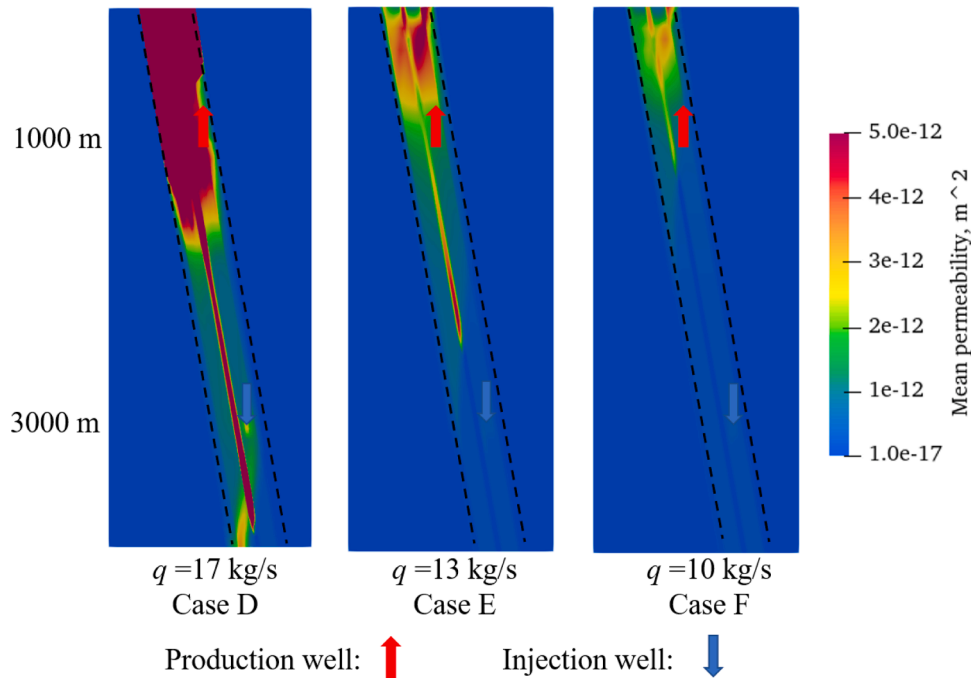 1000 m
3000 m
5.0e-12
4e-12
3e-12
2e-12
1e-12
1.0e-17
Mean permeability, m^2
q =17 kg/s
Case D
q =13 kg/s
Case E
q =10 kg/s
Case F
Production well:
Injection well: